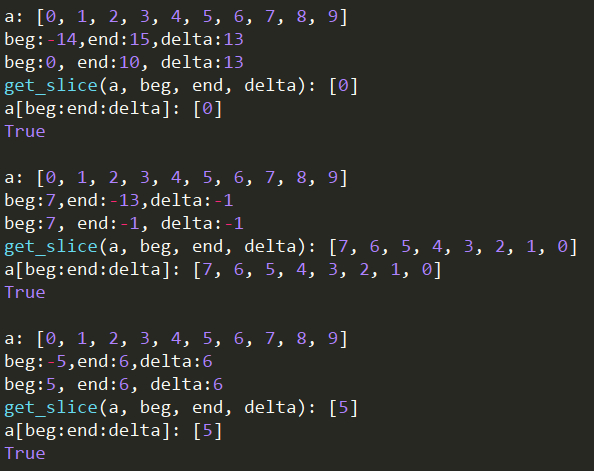 a: [0, 1, 2, 3, 4, 5, 6, 7, 8, 9]
beg:-14,end:15,delta:13
beg:0, end:10, delta:13
get_slice(a, beg, end, delta): [0]
a[beg:end:delta]: [0]
True

a: [0, 1, 2, 3, 4, 5, 6, 7, 8, 9]
beg:7,end:-13,delta:-1
beg:7, end:-1, delta:-1
get_slice(a, beg, end, delta): [7, 6, 5, 4, 3, 2, 1, 0]
a[beg:end:delta]: [7, 6, 5, 4, 3, 2, 1, 0]
True

a: [0, 1, 2, 3, 4, 5, 6, 7, 8, 9]
beg:-5,end:6,delta:6
beg:5, end:6, delta:6
get_slice(a, beg, end, delta): [5]
a[beg:end:delta]: [5]
True